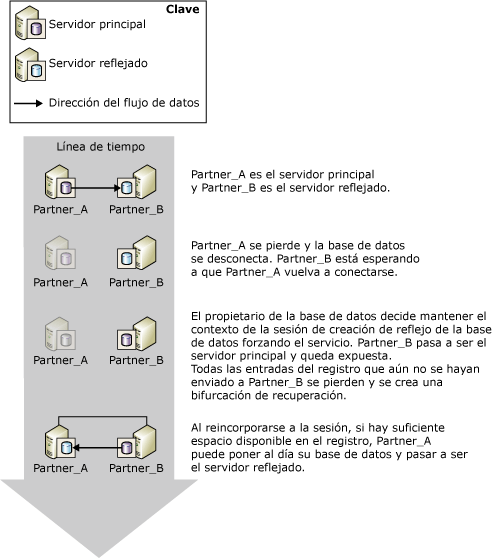 Clave
Servidor principal
Servidor reflejado
Dirección del flujo de datos
Línea de tiempo
Partner_A
Partner_B
Partner_A es el servidor principal
y Partner_B es el servidor reflejado.
Partner_A
Partner_B
Partner_A se pierde y la base de datos
se desconecta. Partner_B está esperando
a que Partner_A vuelva a conectarse.
Partner_A
Partner_B
El propietario de la base de datos decide mantener el
contexto de la sesión de creación de reflejo de la base
de datos forzando el servicio. Partner_B pasa a ser el
servidor principal y queda expuesta.
Todas las entradas del registro que aún no se hayan
enviado a Partner_B se pierden y se crea una
bifurcación de recuperación.
Partner_A
Partner_B
Al reincorporarse a la sesión, si hay suficiente
espacio disponible en el registro, Partner_A
puede poner al día su base de datos y pasar a ser
el servidor reflejado.